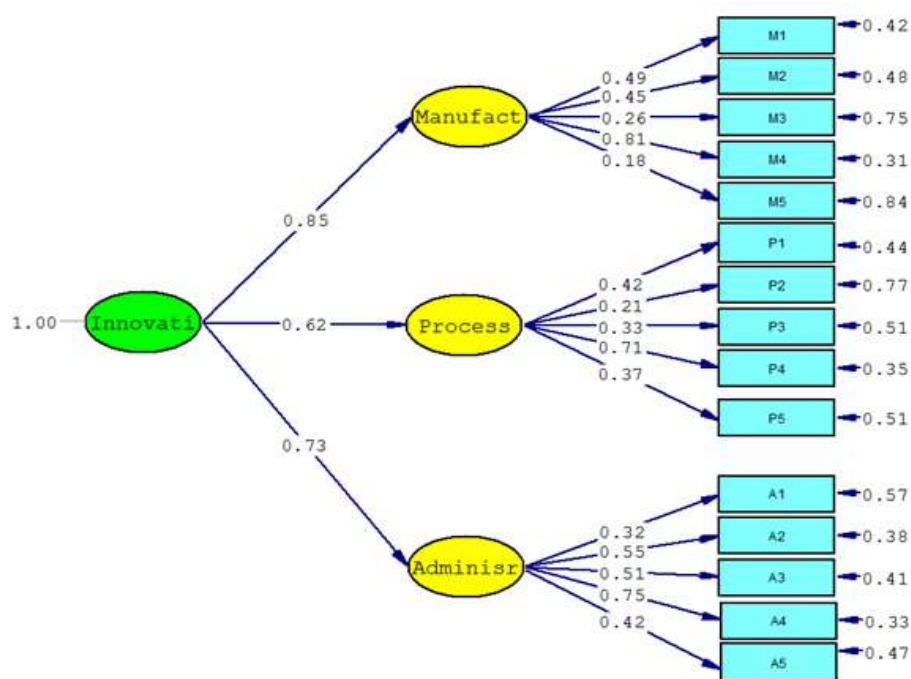 M1
0.42
0.49
M2
0.48
0.45
Manufact
0.26
M3
0.75
0.81
M4
0.31
0.18
M5
0.84
0.85
P1
0.44
0.42
P2
0.77
0.21
1.00
Innovati
0.62
Process
0.33
P3
0.51
0.71
P4
0.35
0.37
P5
0.51
0.73
A1
0.57
0.32
A2
0.38
0.55
Adminisr
0.51
A3
0.41
0.75
A4
0.33
0.42
A5
0.47